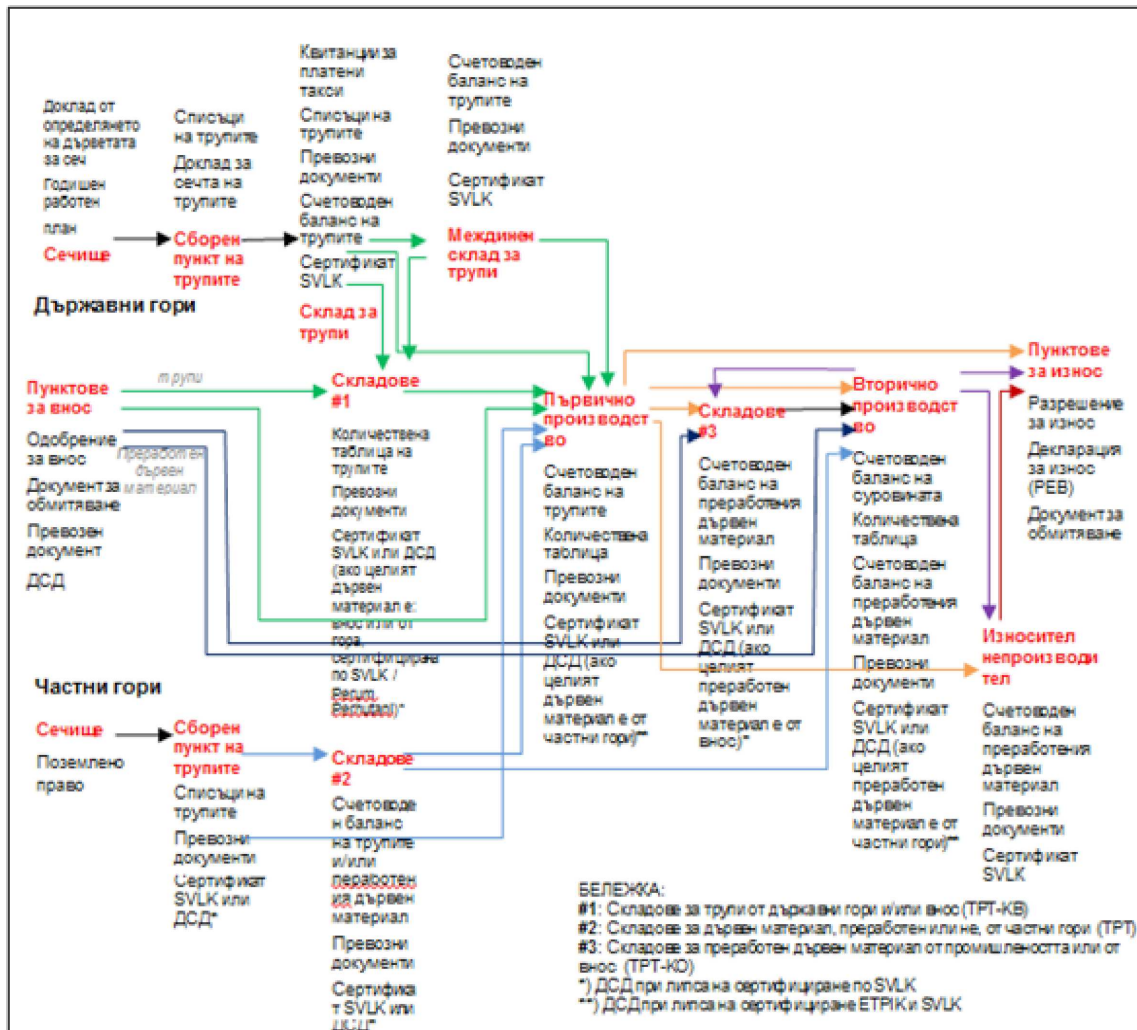 Доклад от
определянето
на дърветата
за сеч
Годишен
работен
план
Сечище
Списъци
на трупите
Доклад за
сечта на
трупите
Сборен
пункт на
трупите
Квитанции за
платени
такси
Списъци на
трупите
Превозни
документи
Счетоводен
баланс на
трупите
Сертификат
SVLK
Склад за
трупи
Счетоводен
баланс на
трупите
Превозни
документи
Сертификат
SVLK
Междинен
склад за
трупи
Държавни гори
Пунктове
за внос
Одобрение
за внос
Документ за
обмитяване
Превозен
документ
ДСД
трупи
Преработен
дървен
материал
Складове
#1
Количествена
таблица на
трупите
Превозни
документи
Сертификат
SVLK или ДСД
(ако целият
дървен
материал е:
внос или от
гора,
сертифициране
по SVLK /
Perum
Perhutani)*
Първично
производст
во
Счетоводен
баланс на
трупите
Количествена
таблица
Превозни
документи
Сертификат
SVLK или
ДСД (ако
целият
дървен
материал е от
частни гори)**
Складове
#3
Счетоводен
баланс на
преработения
дървен
материал
Превозни
документи
Сертификат
SVLK или
ДСД (ако
целият
преработен
дървен
материал е от
внос)*
Вторично
производст
во
Счетоводен
баланс на
суровината
Количествена
таблица
Счетоводен
баланс на
преработения
дървен
материал
Превозни
документи
Сертификат
SVLK или
ДСД (ако
целият
преработен
дървен
материал е от
частни гори)**
Пунктове
за износ
Разрешение
за износ
Декларация
за износ
(PEB)
Документ за
обмитяване
Износител
непроизводи
тел
Счетоводен
баланс на
преработения
дървен
материал
Превозни
документи
Сертификат
SVLK
Частни гори
Сечище
Поземлено
право
Сборен
пункт на
трупите
Списъци на
трупите
Превозни
документи
Сертификат
SVLK или
ДСД*
Складове
#2
Счетоводе
н баланс
на трупите
и/или
преработен
ия дървен
материал
Превозни
документи
Сертифика
т SVLK или
ДСД*
БЕЛЕЖКА:
#1: Складове за трупи от държавни гори и/или внос (TPT-KB)
#2: Складове за дървен материал, преработен или не, от частни гори (TPT)
#3: Складове за преработен дървен материал от промишлеността или от
внос (TPT-KO)
*) ДСД при липса на сертифициране по SVLK
**) ДСД при липса на сертифициране ETPIK и SVLK